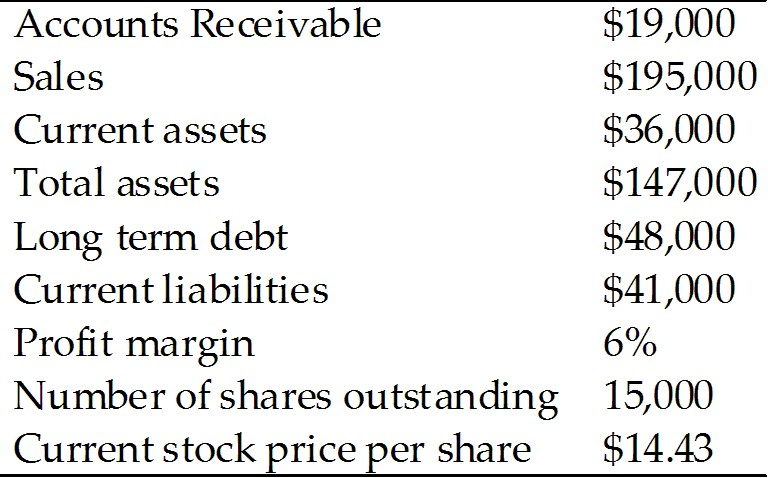 Accounts Receivable $19,000
Sales $195,000
Current assets $36,000
Total assets $147,000
Long term debt $48,000
Current liabilities $41,000
Profit margin 6%
Number of shares outstanding 15,000
Current stock price per share $14.43